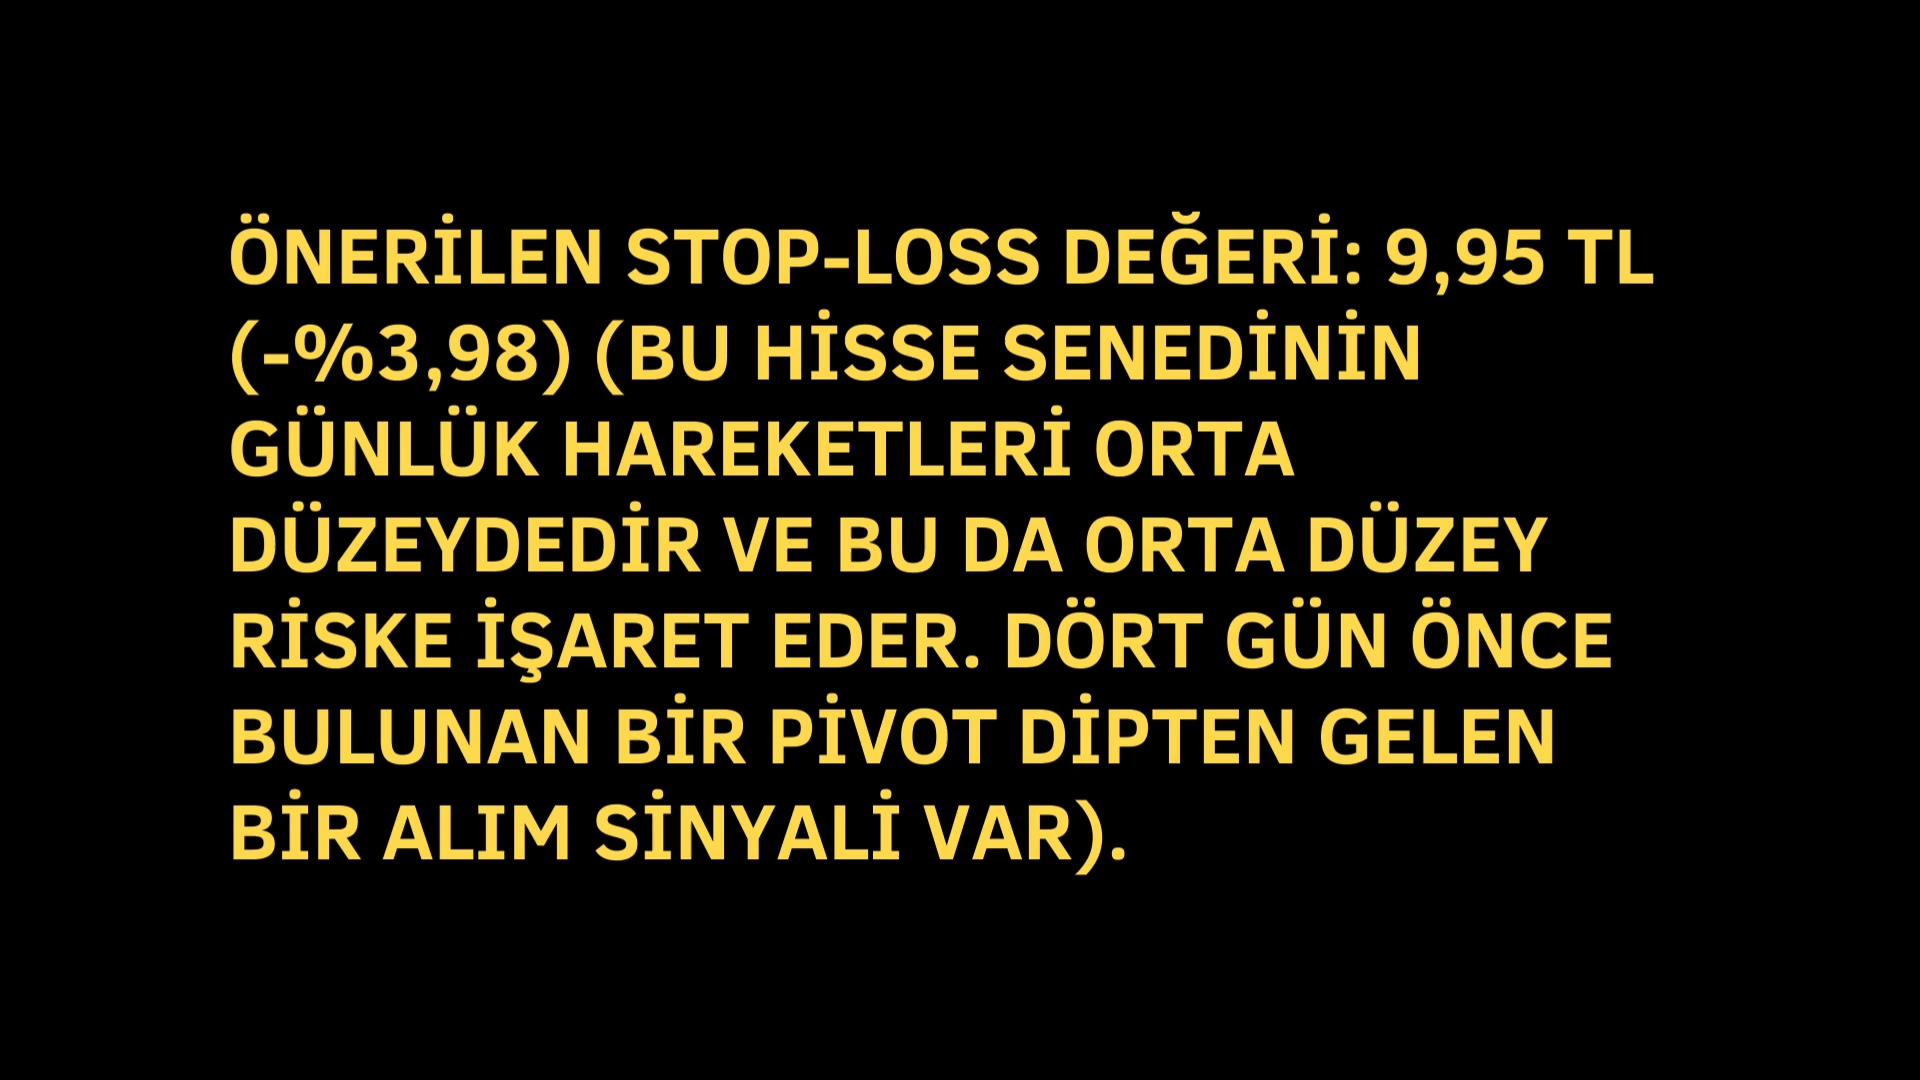 ÖNERİLEN STOP-LOSS DEĞERİ: 9,95 TL
(-%3,98) (BU HİSSE SENEDİNİN
GÜNLÜK HAREKETLERİ ORTA
DÜZEYDEDİR VE BU DA ORTA DÜZEY
RİSKE İŞARET EDER. DÖRT GÜN ÖNCE
BULUNAN BİR PİVOT DİPTEN GELEN
BİR ALIM SİNYALİ VAR).